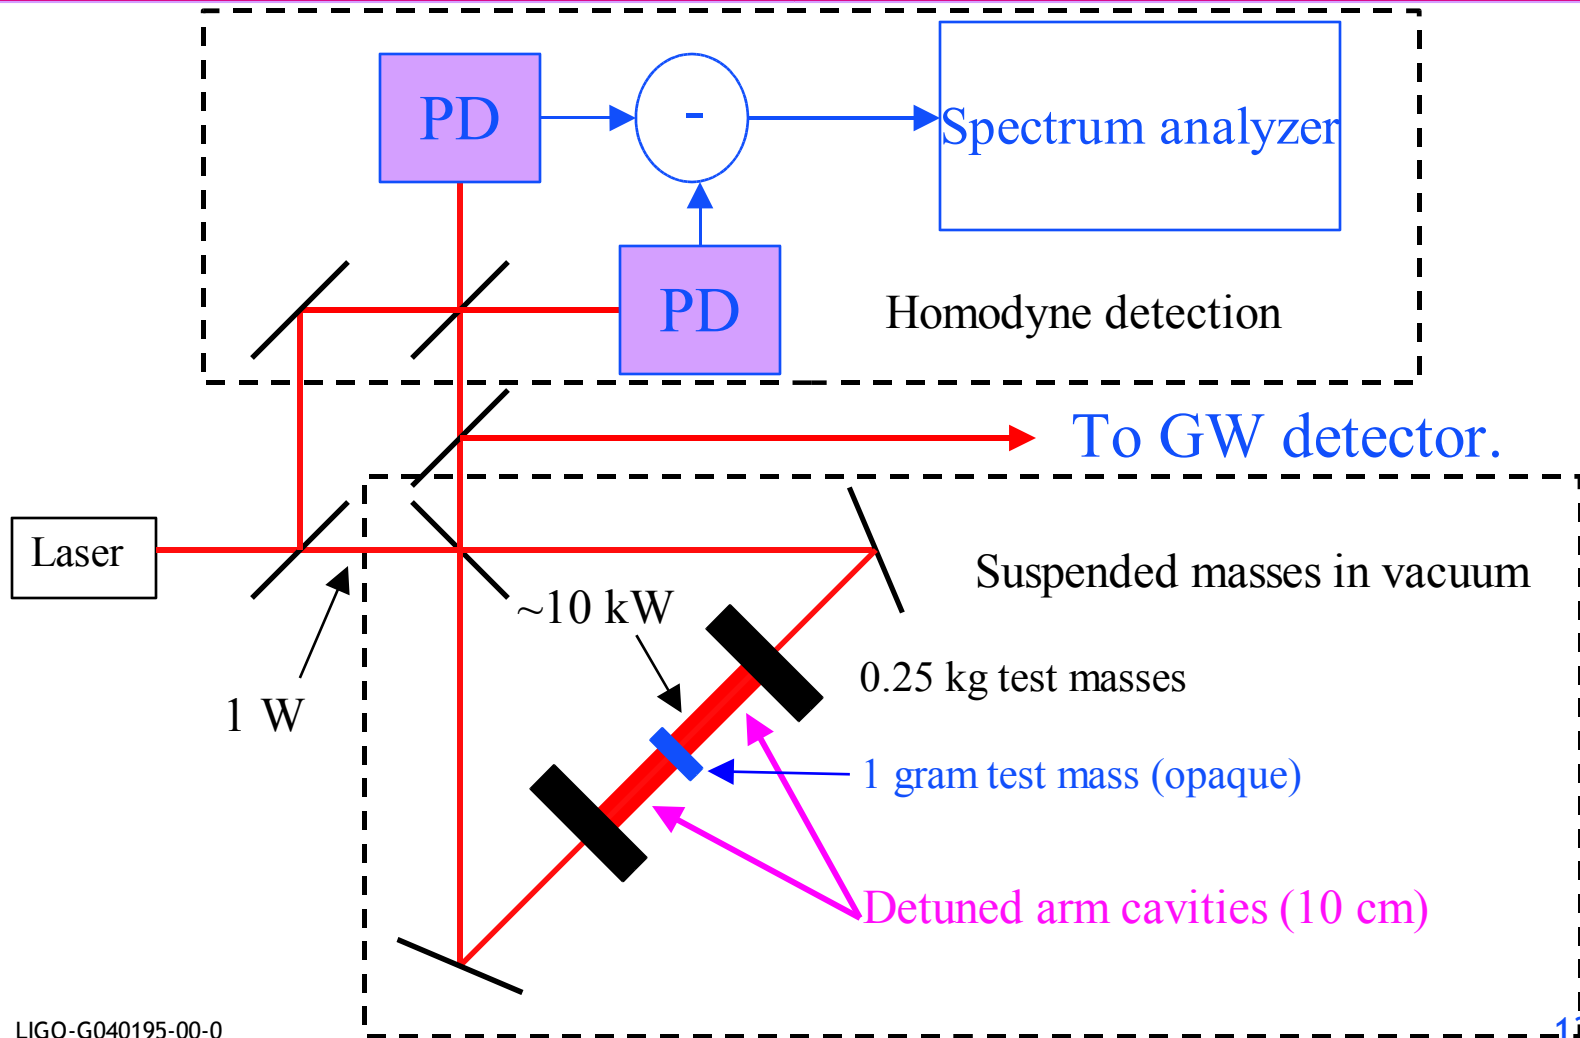 PD
-
Spectrum analyzer
PD
Homodyne detection
To GW detector.
Laser
Suspended masses in vacuum
~10 kW
0.25 kg test masses
1 W
1 gram test mass (opaque)
Detuned arm cavities (10 cm)
LIGO-G040195-00-0